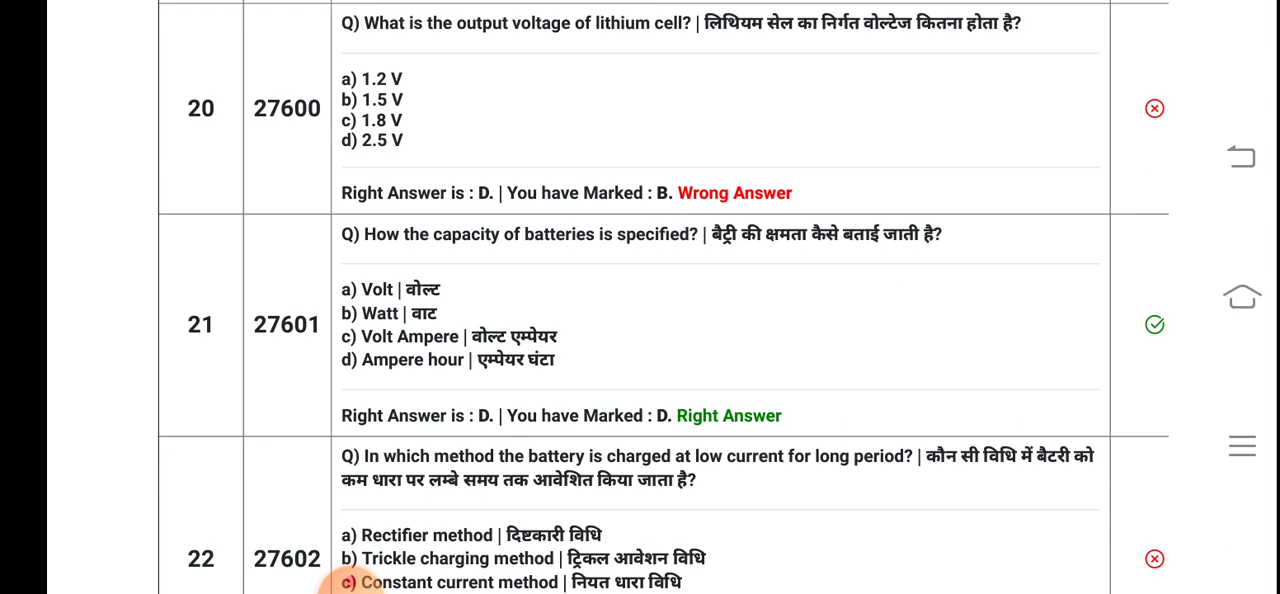 Q) What is the output voltage of lithium cell? | लिथियम सेल का निर्गत वोल्टेज कितना होता है?
20
27600
a) 1.2 V
b) 1.5 V
c) 1.8 V
d) 2.5 V
Right Answer is : D. | You have Marked : B. Wrong Answer
Q) How the capacity of batteries is specified? | बैट्री की क्षमता कैसे बताई जाती है?
21
27601
a) Volt | वोल्ट
b) Watt | वाट
c) Volt Ampere | वोल्ट एम्पेयर
d) Ampere hour | एम्पेयर घंटा
Right Answer is : D. | You have Marked : D. Right Answer
Q) In which method the battery is charged at low current for long period? | कौन सी विधि में बैटरी को
कम धारा पर लम्बे समय तक आवेशित किया जाता है?
22
27602
a) Rectifier method | दिष्टकारी विधि
b) Trickle charging method | ट्रिकल आवेशन विधि
c) Constant current method | नियत धारा विधि